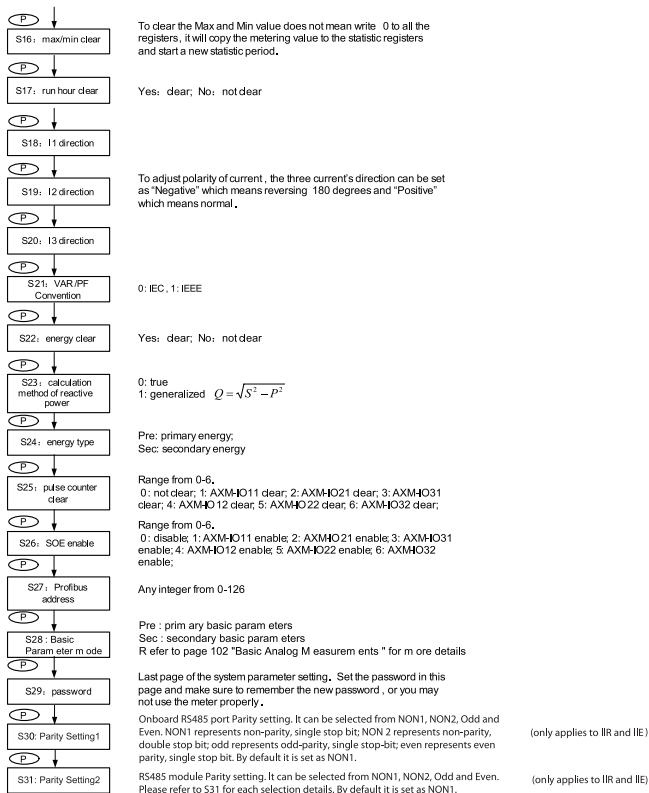 P
S16: max/min clear
To clear the Max and Min value does not mean write 0 to all the
registers, it will copy the metering value to the statistic registers
and start a new statistic period.
P
S17: run hour clear
Yes: clear; No: not clear
P
S18: I1 direction
P
S19: I2 direction
To adjust polarity of current, the three current's direction can be set
as "Negative" which means reversing 180 degrees and "Positive"
which means normal.
P
S20: I3 direction
P
S21: VAR/PF
Convention
0: IEC, 1: IEEE
P
S22: energy clear
Yes: clear; No: not clear
P
S23: calculation
method of reactive
power
0: true
1: generalized Q = √S² − P²
P
S24: energy type
Pre: primary energy;
Sec: secondary energy
P
S25: pulse counter
clear
Range from 0-6.
0: not clear; 1: AXM-IO11 clear; 2: AXM-IO21 clear; 3: AXM-IO31
clear; 4: AXM-IO12 clear; 5: AXM-IO22 clear; 6: AXM-IO32 clear;
P
S26: SOE enable
Range from 0-6.
0: disable; 1: AXM-IO11 enable; 2: AXM-IO21 enable; 3: AXM-IO31
enable; 4: AXM-IO12 enable; 5: AXM-IO22 enable; 6: AXM-IO32
enable;
P
S27: Profibus
address
Any integer from 0-126
P
S28: Basic
Parameter mode
Pre : primary basic parameters
Sec : secondary basic parameters
Refer to page 102 "Basic Analog Measurements" for more details
P
S29: password
Last page of the system parameter setting. Set the password in this
page and make sure to remember the new password, or you may
not use the meter properly.
P
S30: Parity Setting1
Onboard RS485 port Parity setting. It can be selected from NON1, NON2, Odd and
Even. NON1 represents non-parity, single stop bit; NON 2 represents non-parity,
double stop bit; odd represents odd-parity, single stop-bit; even represents even
parity, single stop bit. By default it is set as NON1.
(only applies to IIR and IIE)
P
S31: Parity Setting2
RS485 module Parity setting. It can be selected from NON1, NON2, Odd and Even.
Please refer to S31 for each selection details. By default it is set as NON1.
(only applies to IIR and IIE)